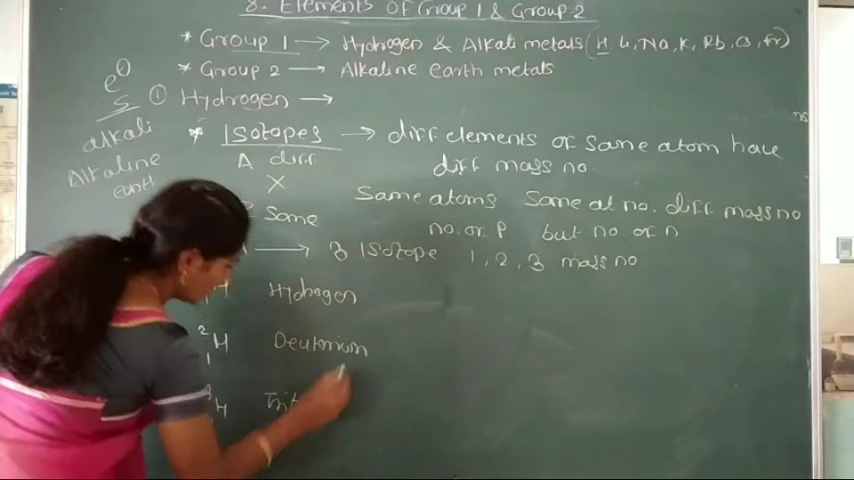 8. Elements of Group 1 & Group 2
* Group 1 → Hydrogen & Alkali metals (H, Li, Na, K, Rb, Cs, Fr)
* Group 2 → Alkaline earth metals
① Hydrogen →
alkali
Alkaline
earth
* Isotopes → diff elements of same atom have
diff mass no.
A diff
X
Same
Same atoms Same at no. diff mass no
no. of P but no of n
→ 3 Isotope 1, 2, 3 mass no
Hydrogen
²₁H Deuterium
H Trit